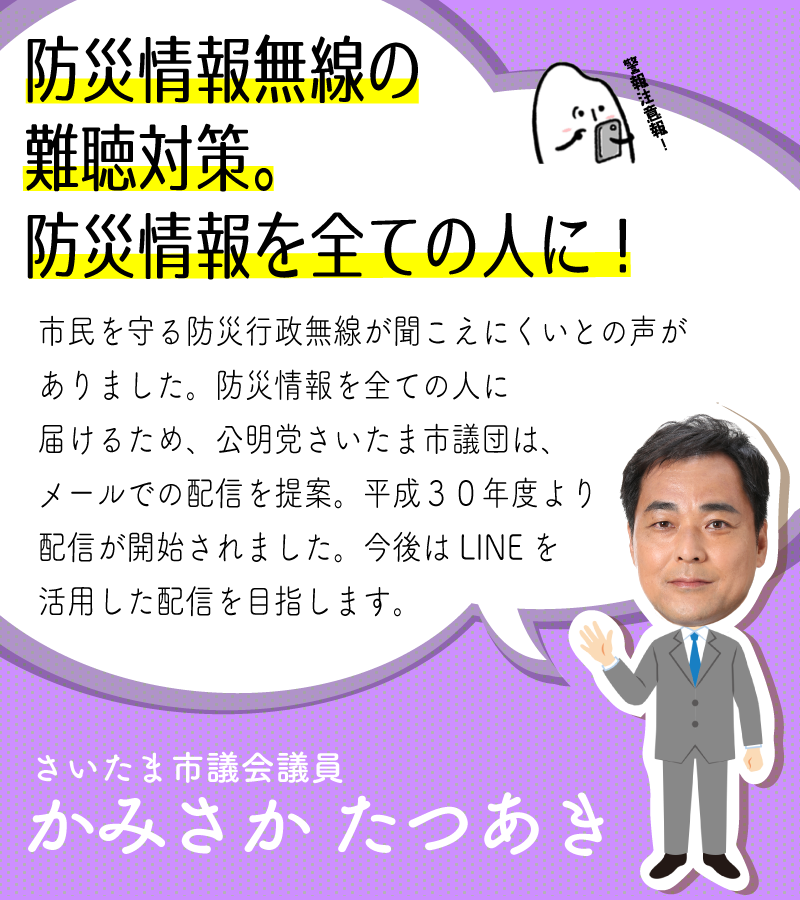 防災情報無線の
難聴対策。
防災情報を全ての人に！
警報注意報！
市民を守る防災行政無線が聞こえにくいとの声が
ありました。防災情報を全ての人に
届けるため、公明党さいたま市議団は、
メールでの配信を提案。平成３０年度より
配信が開始されました。今後はLINEを
活用した配信を目指します。
さいたま市議会議員
かみさか たつあき